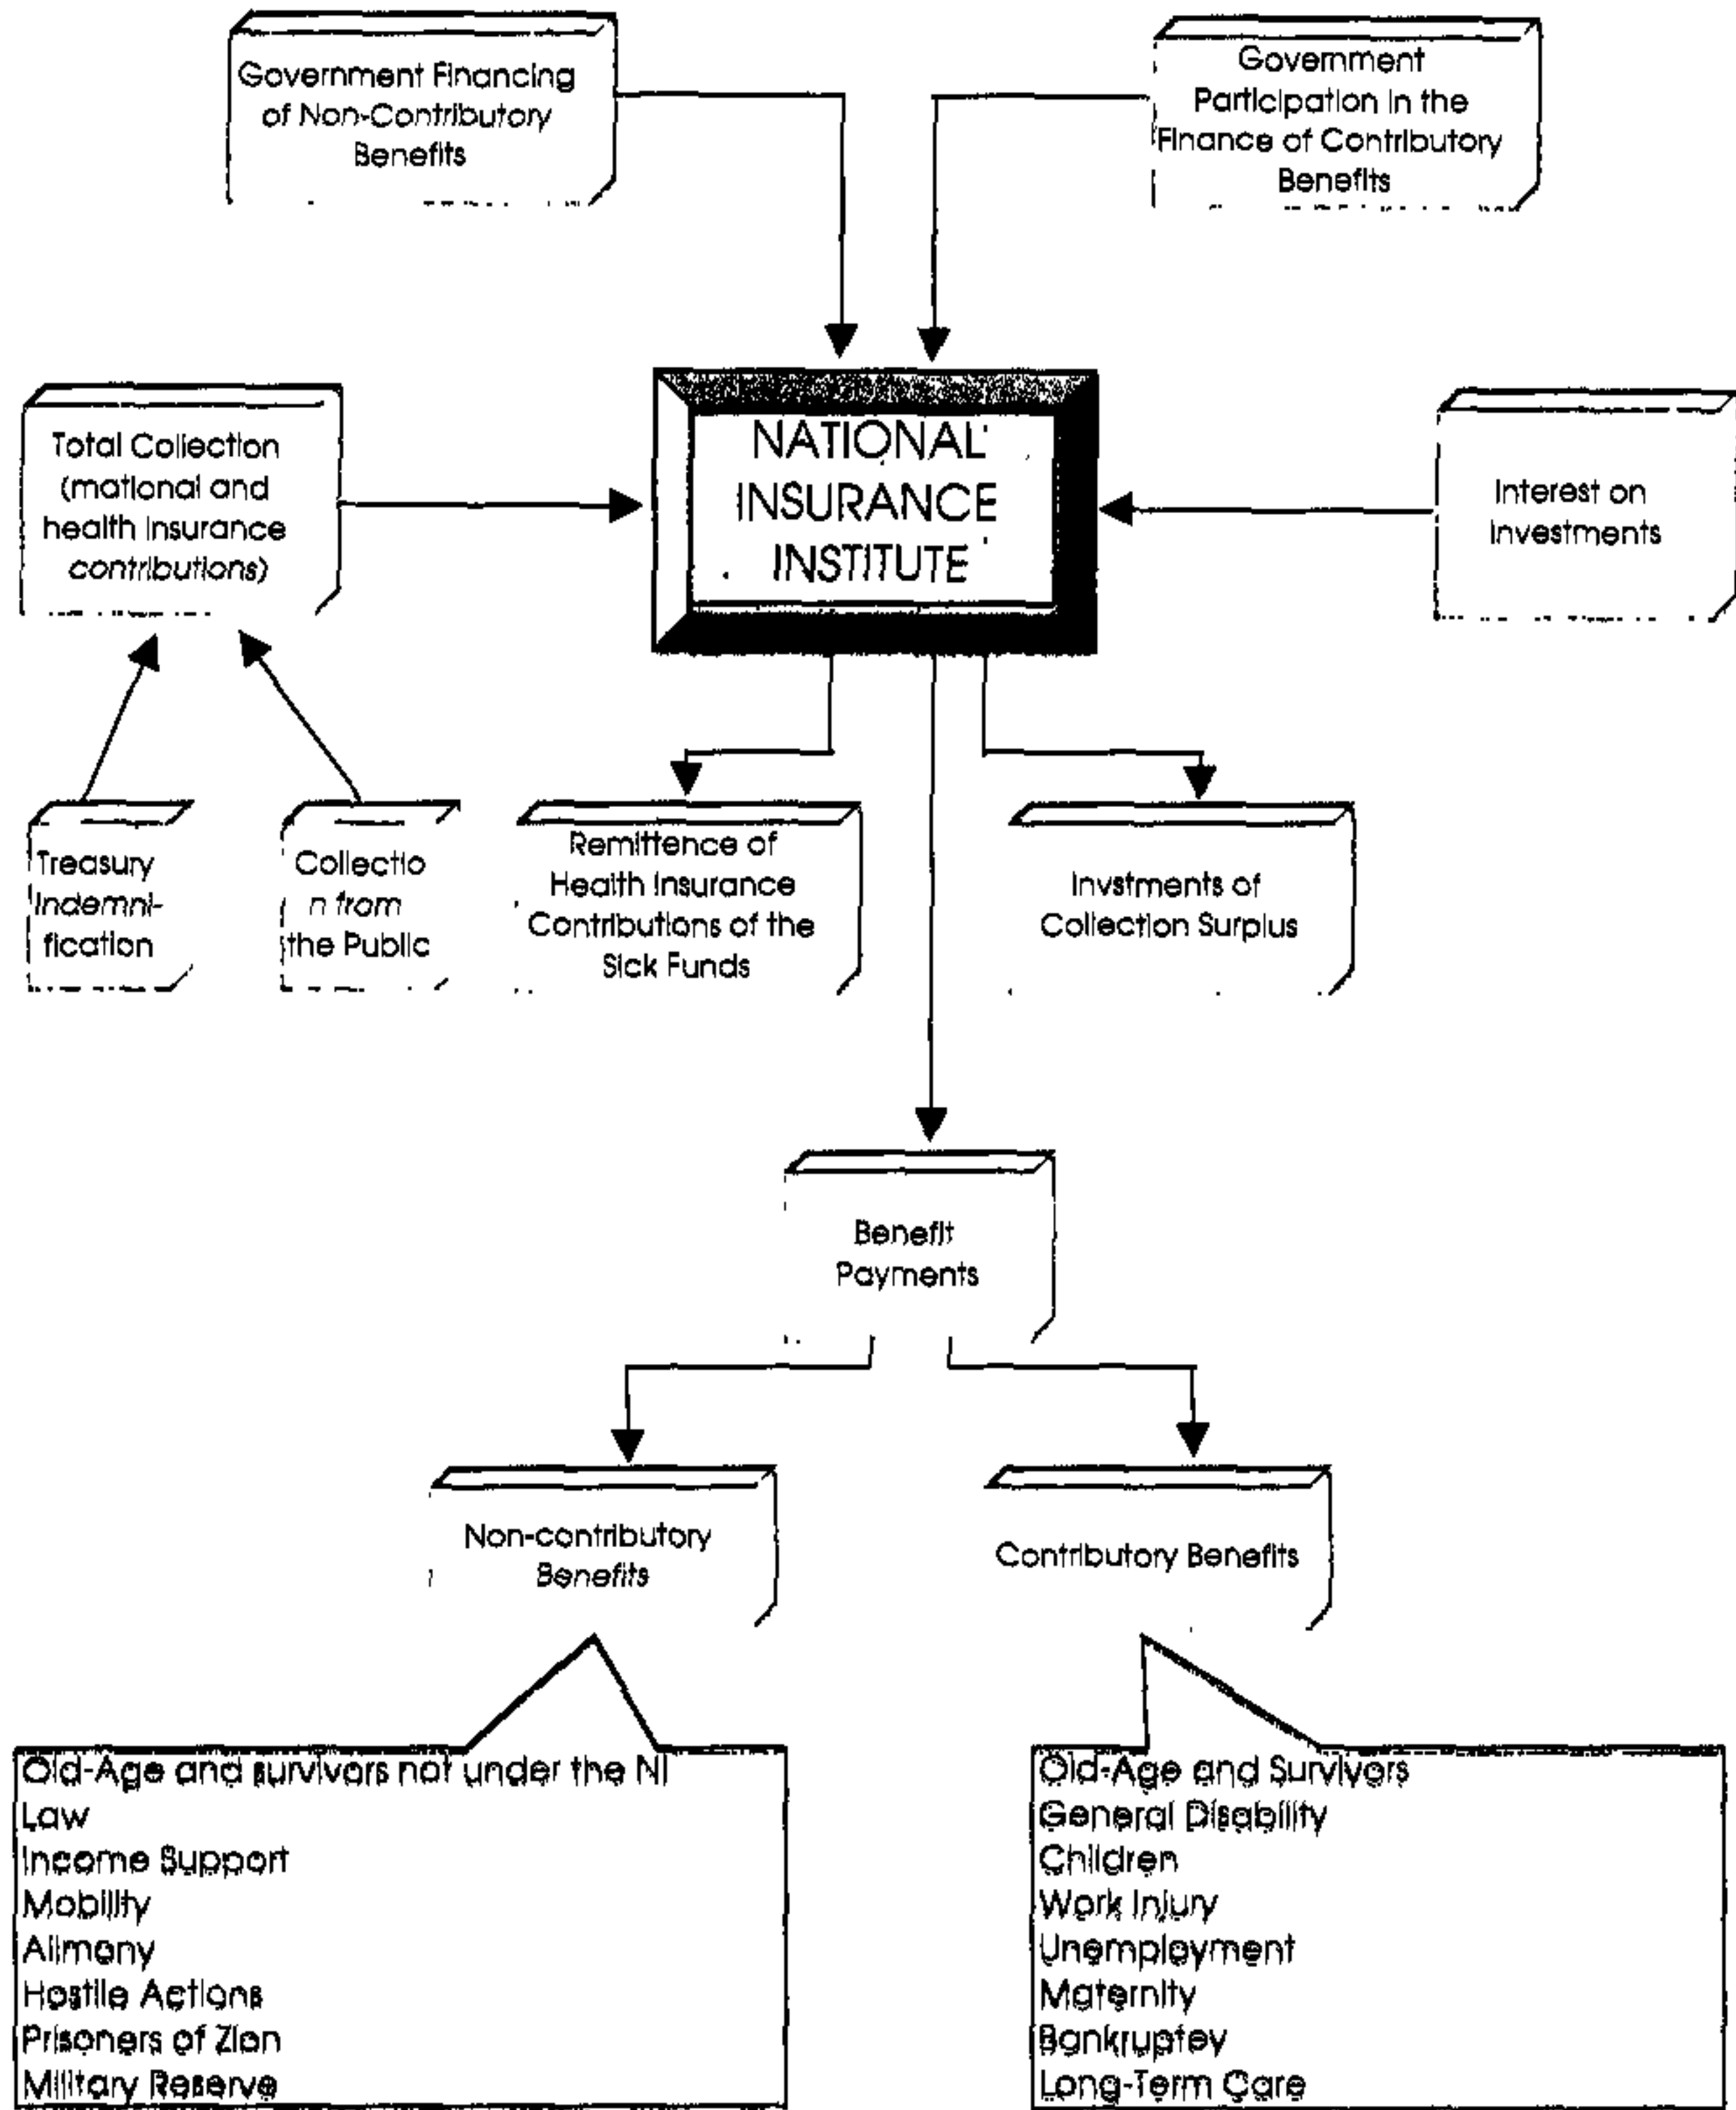 Government Financing
of Non-Contributory
Benefits
Government
Participation in the
Finance of Contributory
Benefits
Total Collection
(mational and
health insurance
contributions)
NATIONAL
INSURANCE
INSTITUTE
Interest on
Investments
Treasury
Indemni-
fication
Collectio
n from
the Public
Remittence of
Health Insurance
Contributions of the
Sick Funds
Invstments of
Collection Surplus
Benefit
Payments
Non-contributory
Benefits
Contributory Benefits
Old-Age and survivors not under the NI
Law
Income Support
Mobility
Alimony
Hostile Actions
Prisoners of Zion
Military Reserve
Old-Age and Survivors
General Disability
Children
Work Injury
Unemployment
Maternity
Bankruptcy
Long-Term Care